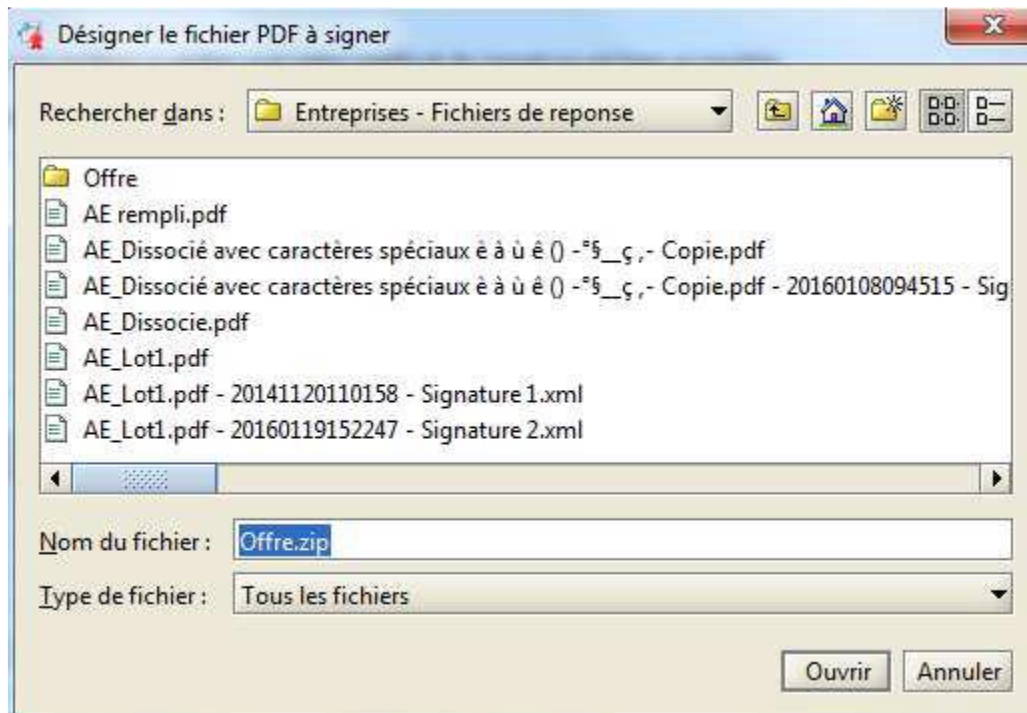 Désigner le fichier PDF à signer
Rechercher dans : Entreprises - Fichiers de reponse
Offre
AE rempli.pdf
AE_Dissocié avec caractères spéciaux è à ù ê () -°§__ç ,- Copie.pdf
AE_Dissocié avec caractères spéciaux è à ù ê () -°§__ç ,- Copie.pdf - 20160108094515 - Sig
AE_Dissocie.pdf
AE_Lot1.pdf
AE_Lot1.pdf - 20141120110158 - Signature 1.xml
AE_Lot1.pdf - 20160119152247 - Signature 2.xml
Nom du fichier : Offre.zip
Type de fichier : Tous les fichiers
Ouvrir Annuler